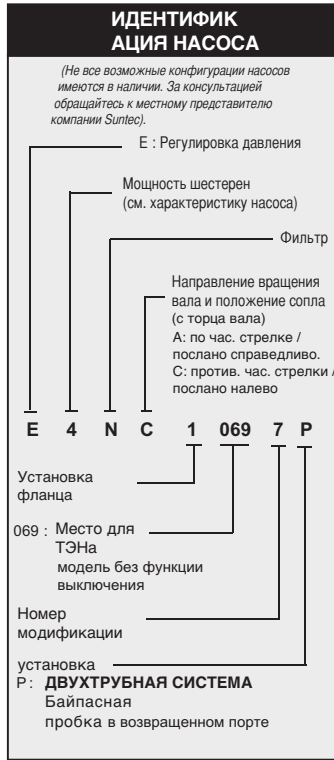 ИДЕНТИФИК
АЦИЯ НАСОСА
(Не все возможные конфигурации насосов
имеются в наличии. За консультацией
обращайтесь к местному представителю
компании Suntec).
E : Регулировка давления
Мощность шестерен
(см. характеристику насоса)
Фильтр
Направление вращения
вала и положение сопла
(с торца вала)
А: по час. стрелке /
послано справедливо.
С: против. час. стрелки /
послано налево
E 4 N C 1 069 7 P
Установка
фланца
069 : Место для
ТЭНа
модель без функции
выключения
Номер
модификации
установка
P : ДВУХТРУБНАЯ СИСТЕМА
Байпасная
пробка в возвращенном порте